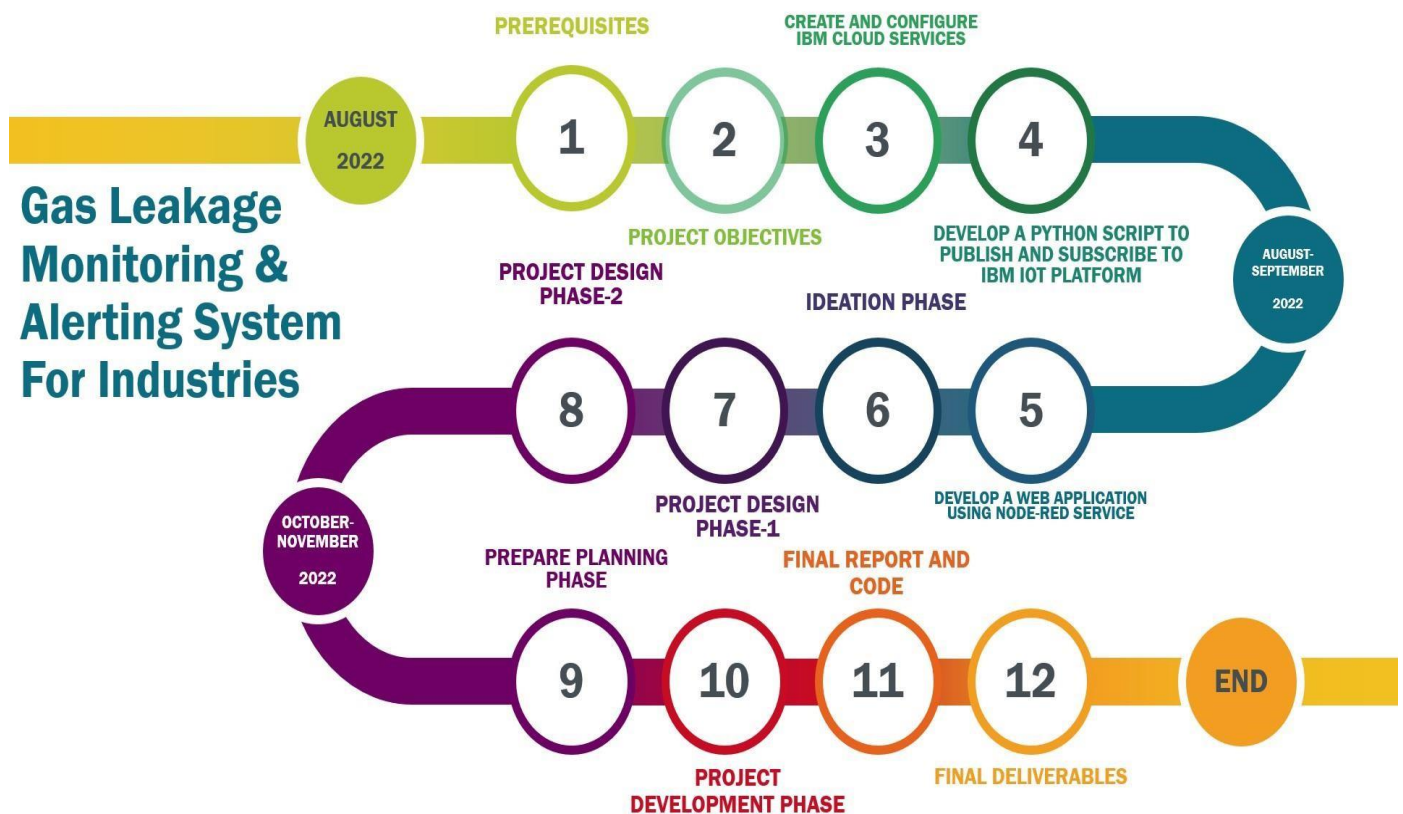 PREREQUISITES
CREATE AND CONFIGURE
IBM CLOUD SERVICES
AUGUST
2022
1
2
3
4
Gas Leakage
Monitoring &
Alerting System
For Industries
PROJECT OBJECTIVES
DEVELOP A PYTHON SCRIPT TO
PUBLISH AND SUBSCRIBE TO
IBM IOT PLATFORM
AUGUST-
SEPTEMBER
2022
PROJECT DESIGN
PHASE-2
IDEATION PHASE
8
7
6
5
PROJECT DESIGN
PHASE-1
DEVELOP A WEB APPLICATION
USING NODE-RED SERVICE
OCTOBER-
NOVEMBER
2022
PREPARE PLANNING
PHASE
FINAL REPORT AND
CODE
9
10
11
12
END
PROJECT
DEVELOPMENT PHASE
FINAL DELIVERABLES